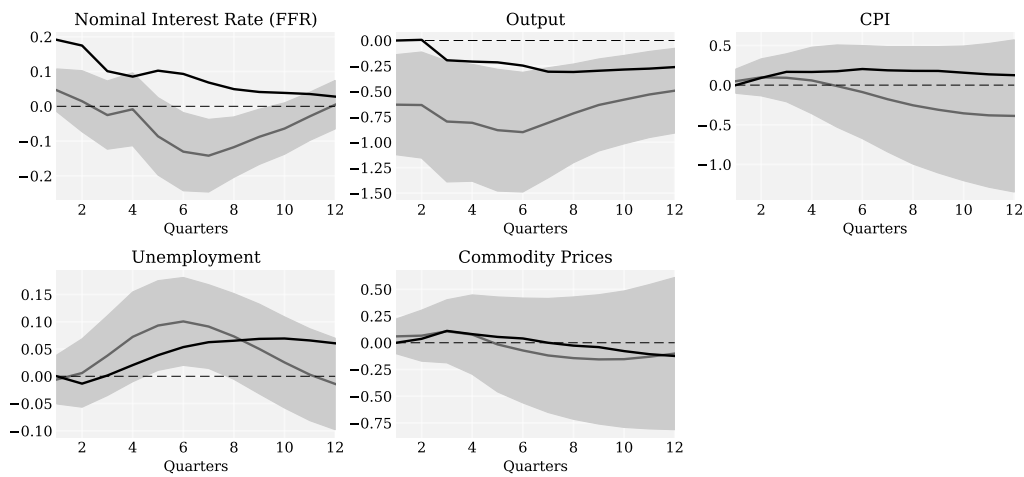 Nominal Interest Rate (FFR)
0.2
0.1
0.0
−0.1
−0.2
2 4 6 8 10 12
Quarters
Output
0.00
−0.25
−0.50
−0.75
−1.00
−1.25
−1.50
2 4 6 8 10 12
Quarters
CPI
0.5
0.0
−0.5
−1.0
2 4 6 8 10 12
Quarters
Unemployment
0.15
0.10
0.05
0.00
−0.05
−0.10
2 4 6 8 10 12
Quarters
Commodity Prices
0.50
0.25
0.00
−0.25
−0.50
−0.75
2 4 6 8 10 12
Quarters